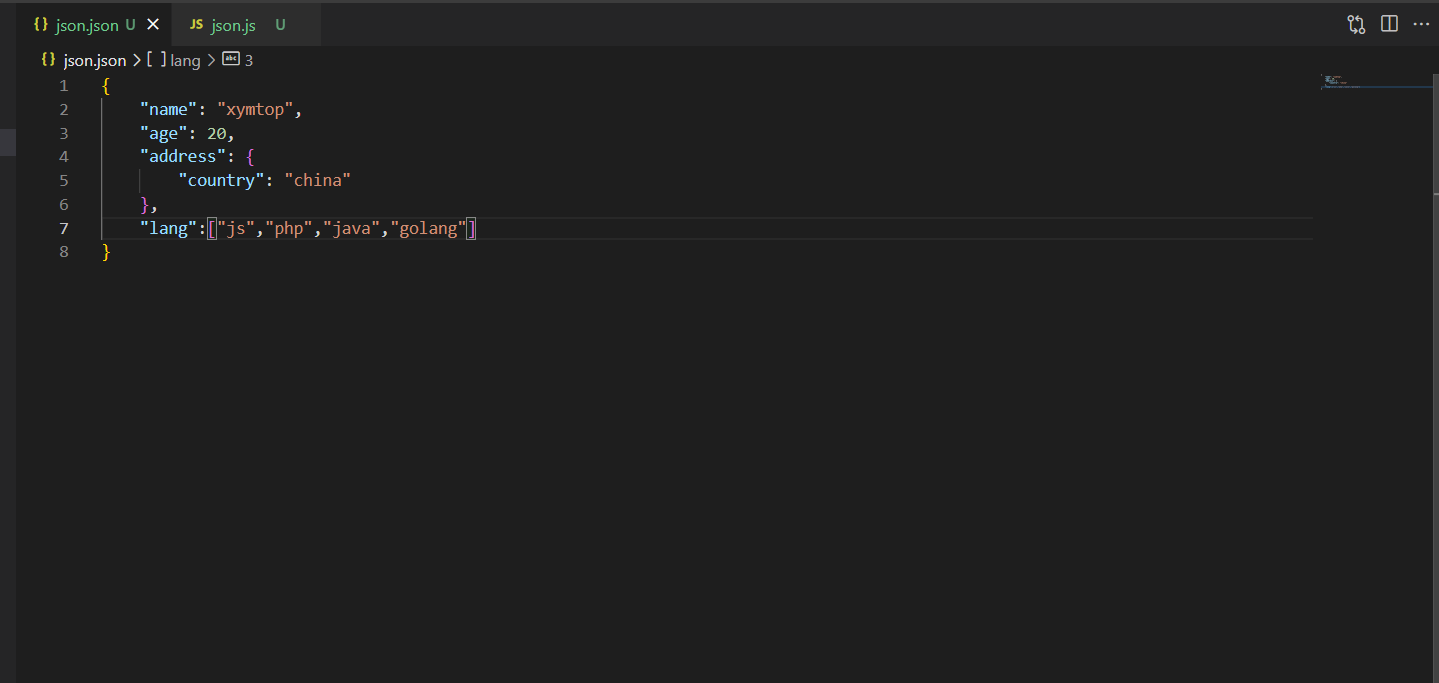 {} json.json U × JS json.js U
{} json.json > [ ] lang > abc 3
1 {
2     "name": "xymtop",
3     "age": 20,
4     "address": {
5         "country": "china"
6     },
7     "lang":["js","php","java","golang"]
8 }